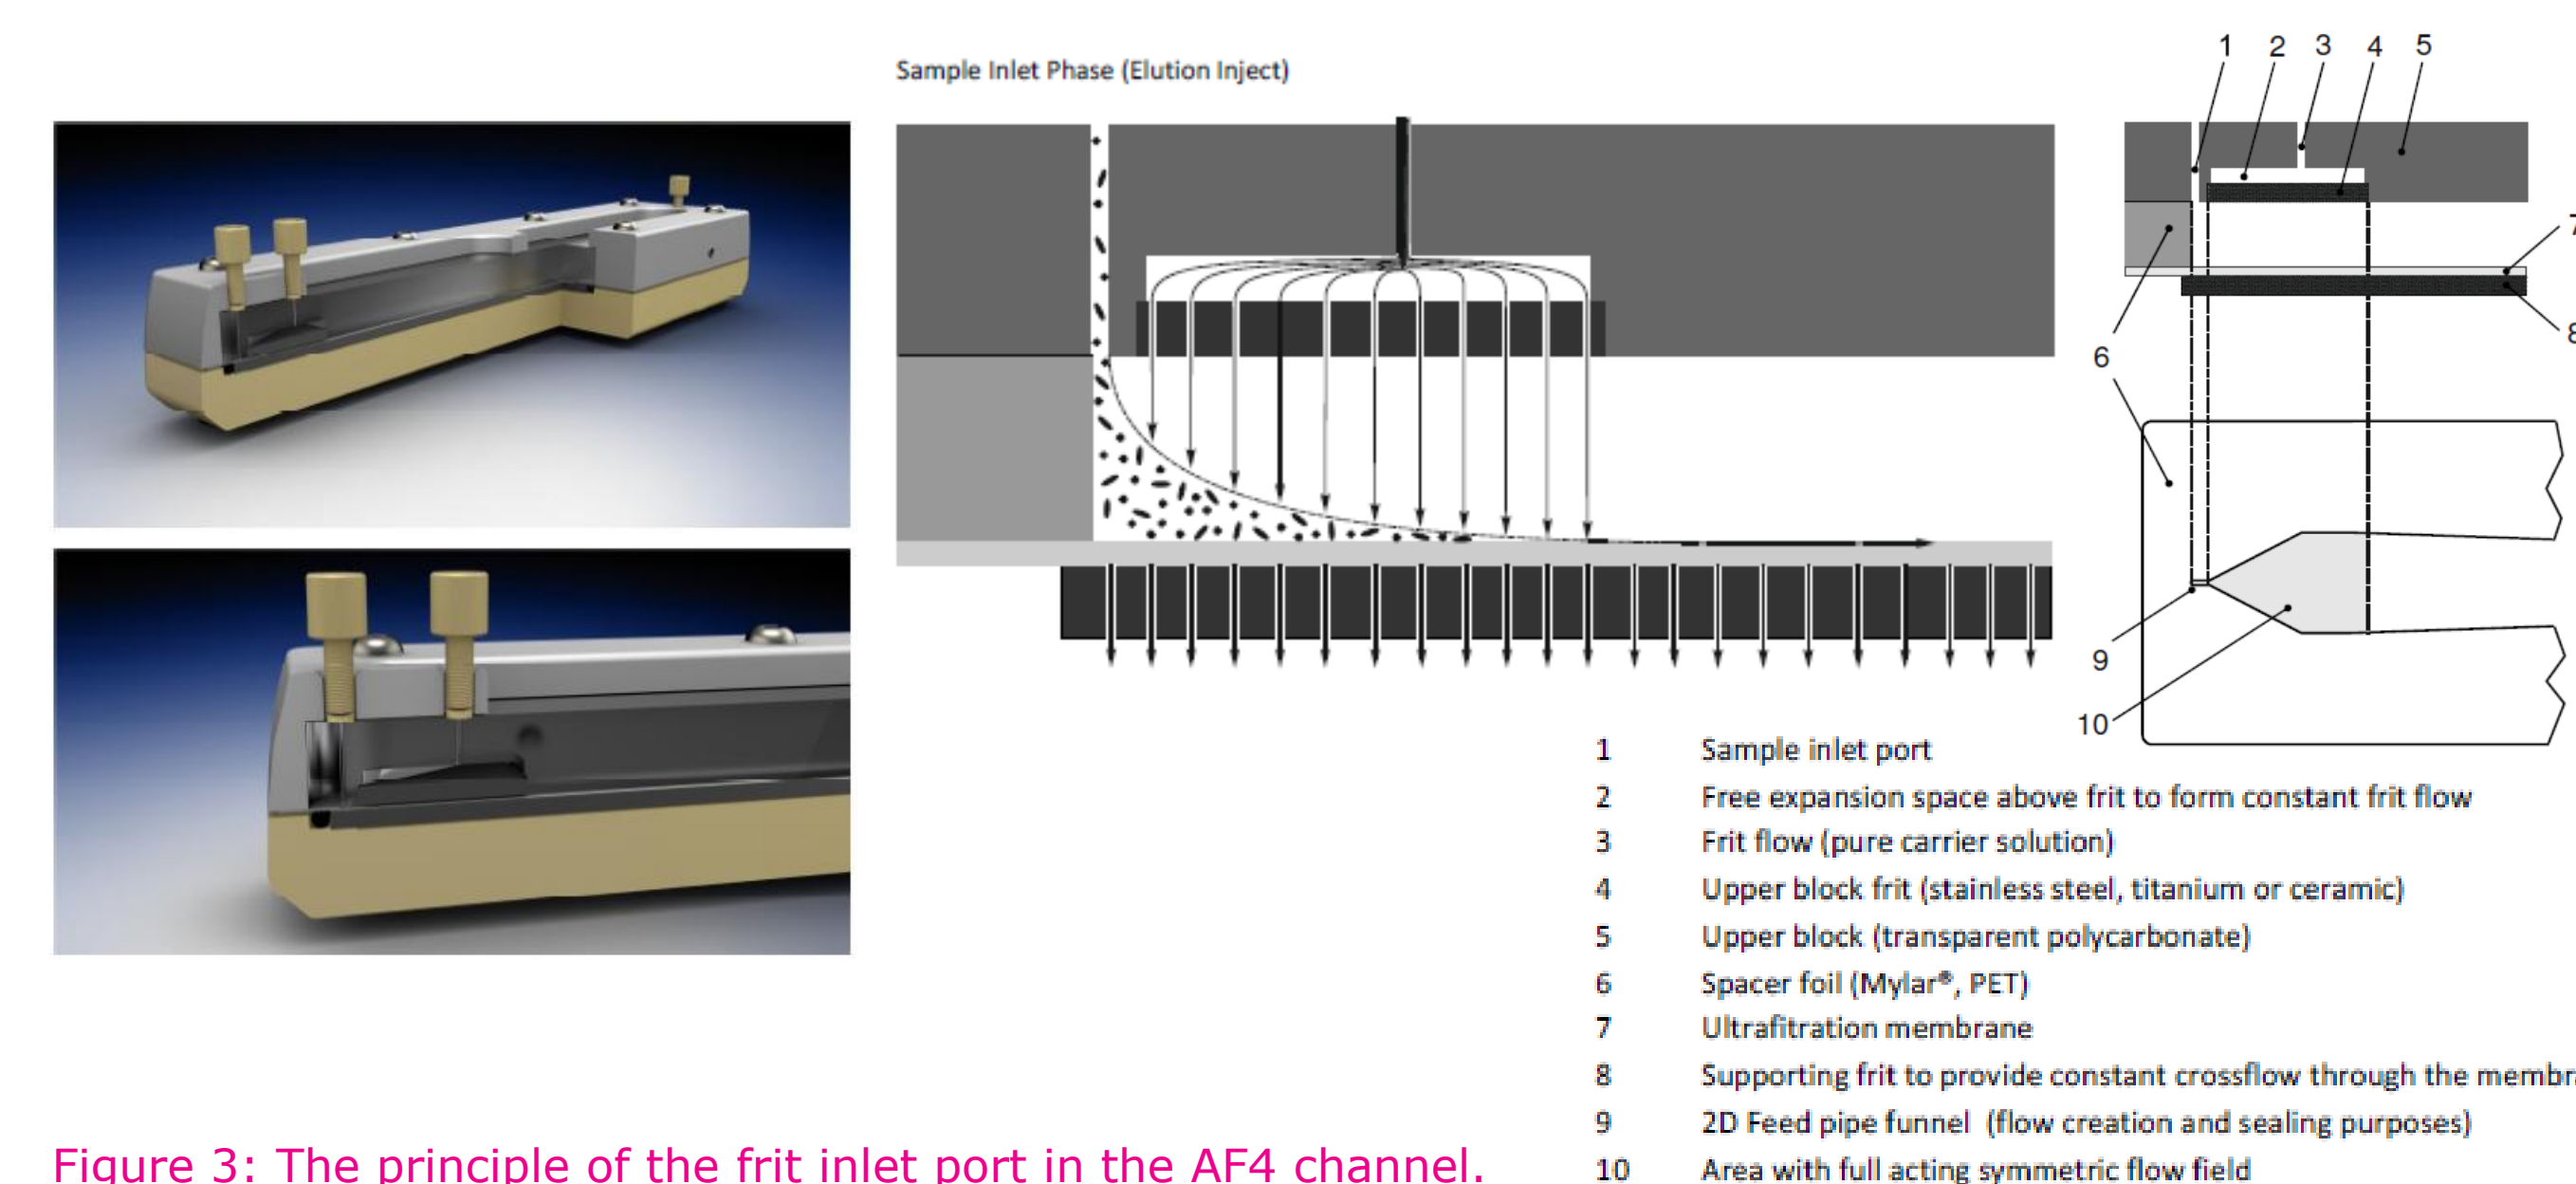 Sample Inlet Phase (Elution Inject)
1 2 3 4 5
7
8
6
9
10
1 Sample inlet port
2 Free expansion space above frit to form constant frit flow
3 Frit flow (pure carrier solution)
4 Upper block frit (stainless steel, titanium or ceramic)
5 Upper block (transparent polycarbonate)
6 Spacer foil (Mylar®, PET)
7 Ultrafitration membrane
8 Supporting frit to provide constant crossflow through the membr
9 2D Feed pipe funnel (flow creation and sealing purposes)
10 Area with full acting symmetric flow field
Figure 3: The principle of the frit inlet port in the AF4 channel.